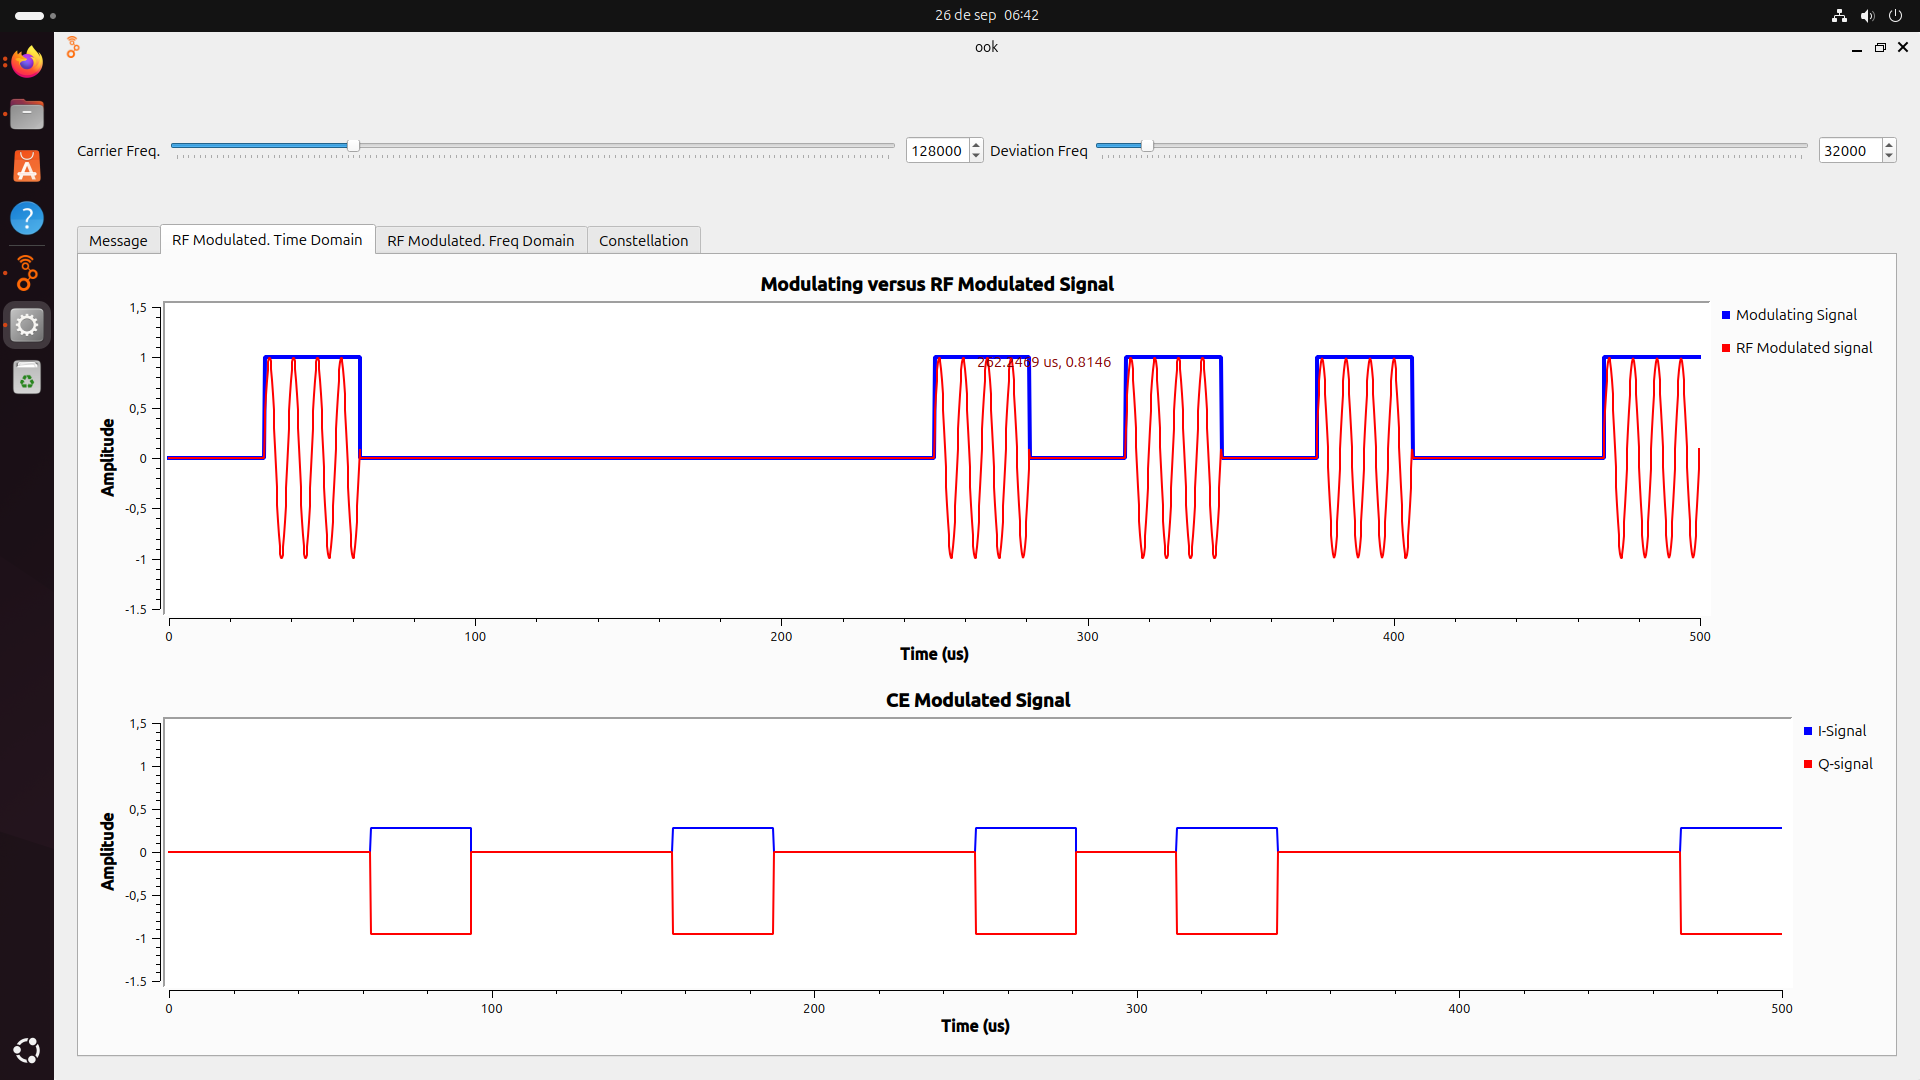 26 de sep 06:42
ook
Carrier Freq. 128000 Deviation Freq 32000
Message RF Modulated. Time Domain RF Modulated. Freq Domain Constellation
Modulating versus RF Modulated Signal
1,5
1
0,5
0
-0,5
-1
-1.5
Amplitude
262.2469 us, 0.8146
Modulating Signal
RF Modulated signal
0 100 200 300 400 500
Time (us)
CE Modulated Signal
1,5
1
0,5
0
-0,5
-1
-1.5
Amplitude
I-Signal
Q-signal
0 100 200 300 400 500
Time (us)